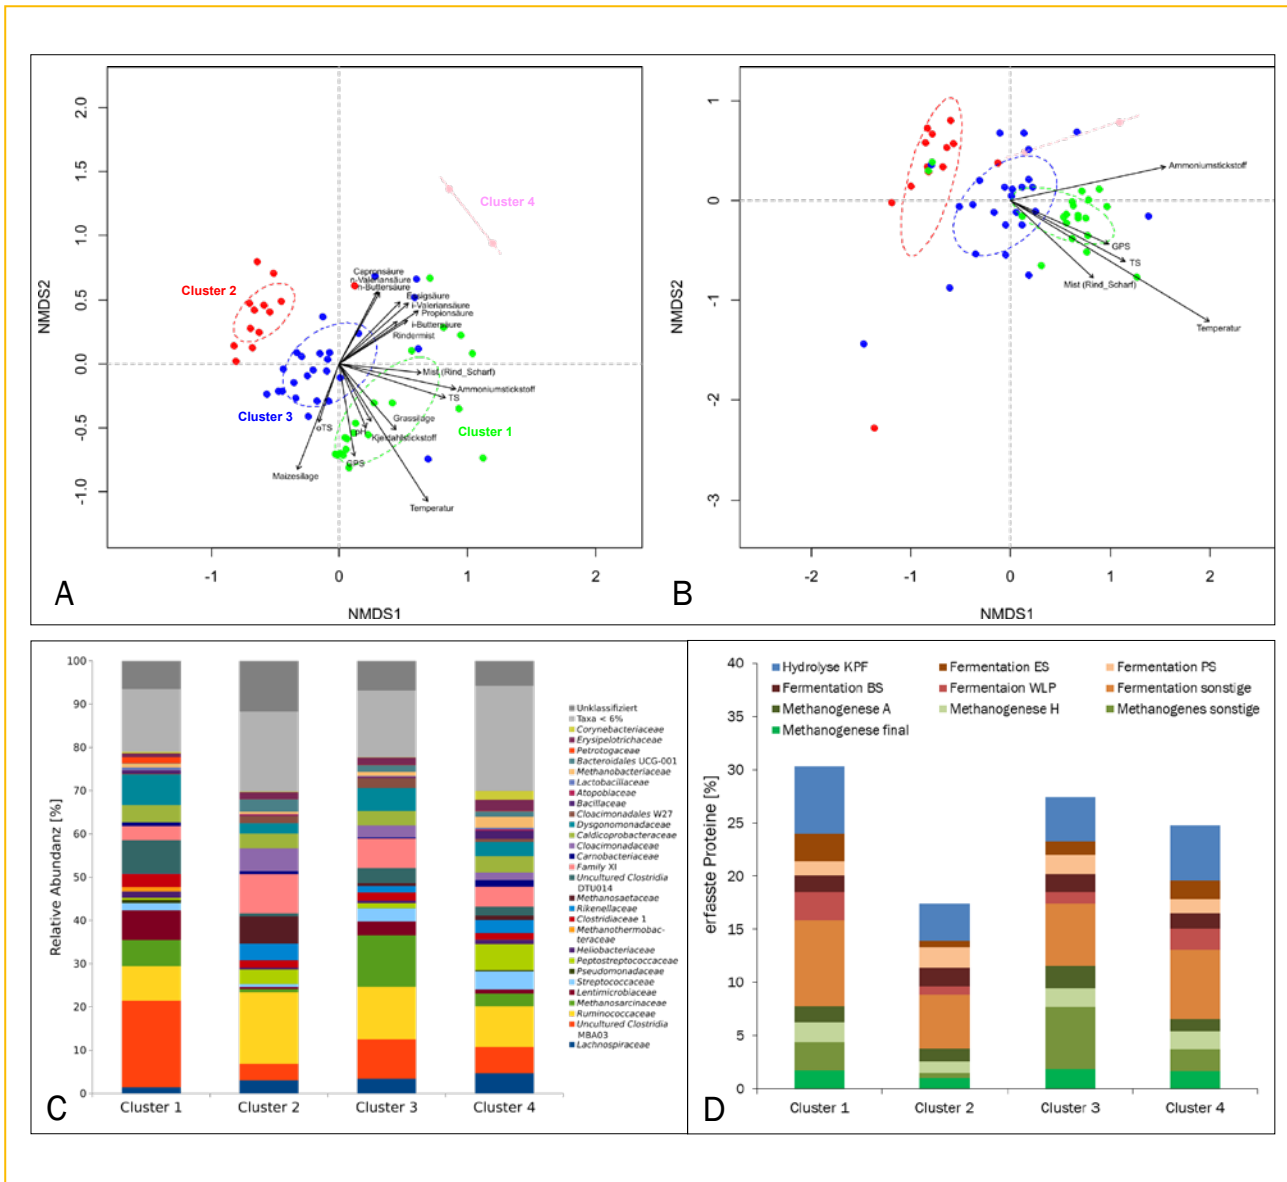 2.0
1.5
1.0
0.5
0.0
-0.5
-1.0
NMDS2
Cluster 4
Cluster 2
Cluster 3
Cluster 1
Capronsäure
n-Valeriansäure
n-Buttersäure
Essigsäure
i-Valeriansäure
Propionsäure
i-Buttersäure
Rindermist
Mist (Rind_Scharf)
Ammoniumstickstoff
TS
Grassilage
pH
Kjeldahlstickstoff
oTS
GPS
Maizesilage
Temperatur
-1
0
1
2
NMDS1
A
1
0
-1
-2
-3
NMDS2
Ammoniumstickstoff
GPS
TS
Mist (Rind_Scharf)
Temperatur
-2
-1
0
1
2
NMDS1
B
100
90
80
70
60
50
40
30
20
10
0
Relative Abundanz [%]
Cluster 1
Cluster 2
Cluster 3
Cluster 4
Unklassifiziert
Taxa < 6%
Corynebacteriaceae
Erysipelotrichaceae
Petrotogaceae
Bacteroidales UCG-001
Methanobacteriaceae
Lactobacillaceae
Atopobiaceae
Bacillaceae
Cloacimonadales W27
Dysgonomonadaceae
Caldicoprobacteraceae
Cloacimonadaceae
Carnobacteriaceae
Family XI
Uncultured Clostridia
DTU014
Methanosaetaceae
Rikenellaceae
Clostridiaceae 1
Methanothermobac-
teraceae
Heliobacteriaceae
Peptostreptococcaceae
Pseudomonadaceae
Streptococcaceae
Lentimicrobiaceae
Methanosarcinaceae
Ruminococcaceae
Uncultured Clostridia
MBA03
Lachnospiraceae
C
40
35
30
25
20
15
10
5
0
erfasste Proteine [%]
Hydrolyse KPF
Fermentation ES
Fermentation PS
Fermentation BS
Fermentaion WLP
Fermentation sonstige
Methanogenese A
Methanogenese H
Methanogenes sonstige
Methanogenese final
Cluster 1
Cluster 2
Cluster 3
Cluster 4
D